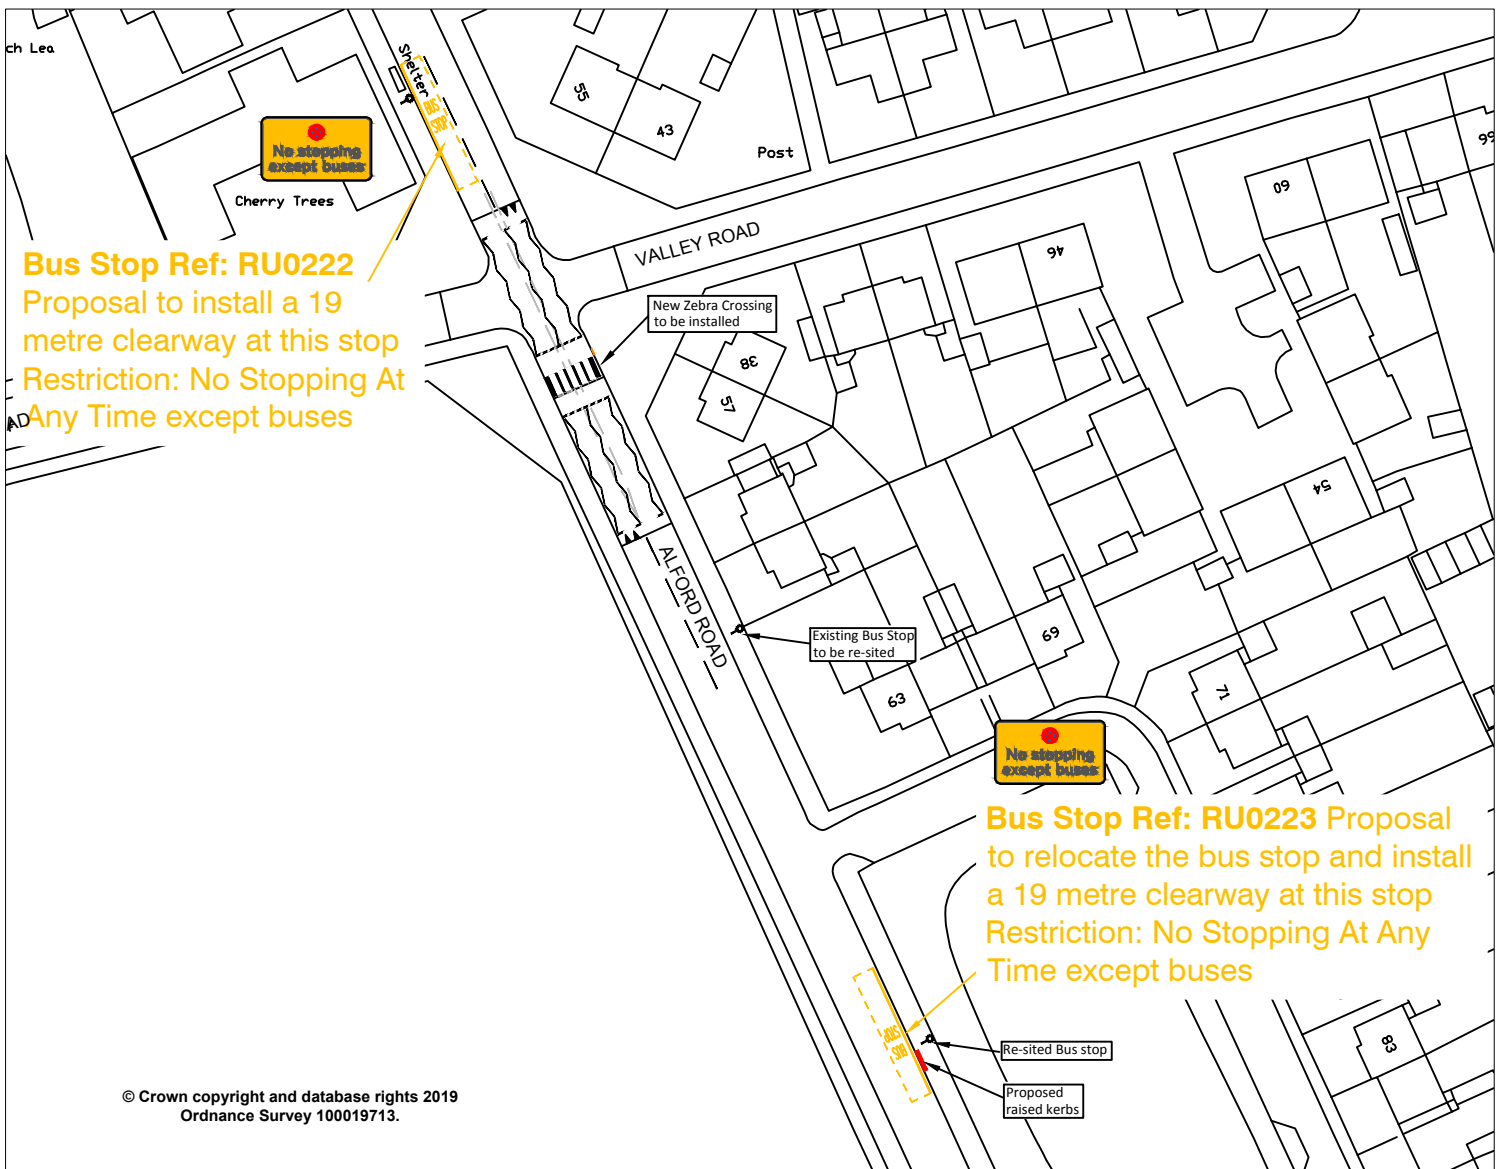 ch Lea
Shelter
BUS
STOP
55
43
Post
66
60
No stopping
except buses
Cherry Trees
VALLEY ROAD
46
Bus Stop Ref: RU0222
Proposal to install a 19
metre clearway at this stop
Restriction: No Stopping At
Any Time except buses
AD
New Zebra Crossing
to be installed
38
57
54
ALFORD ROAD
Existing Bus Stop
to be re-sited
69
63
71
No stopping
except buses
Bus Stop Ref: RU0223 Proposal
to relocate the bus stop and install
a 19 metre clearway at this stop
Restriction: No Stopping At Any
Time except buses
BUS
STOP
Re-sited Bus stop
83
Proposed
raised kerbs
© Crown copyright and database rights 2019
Ordnance Survey 100019713.